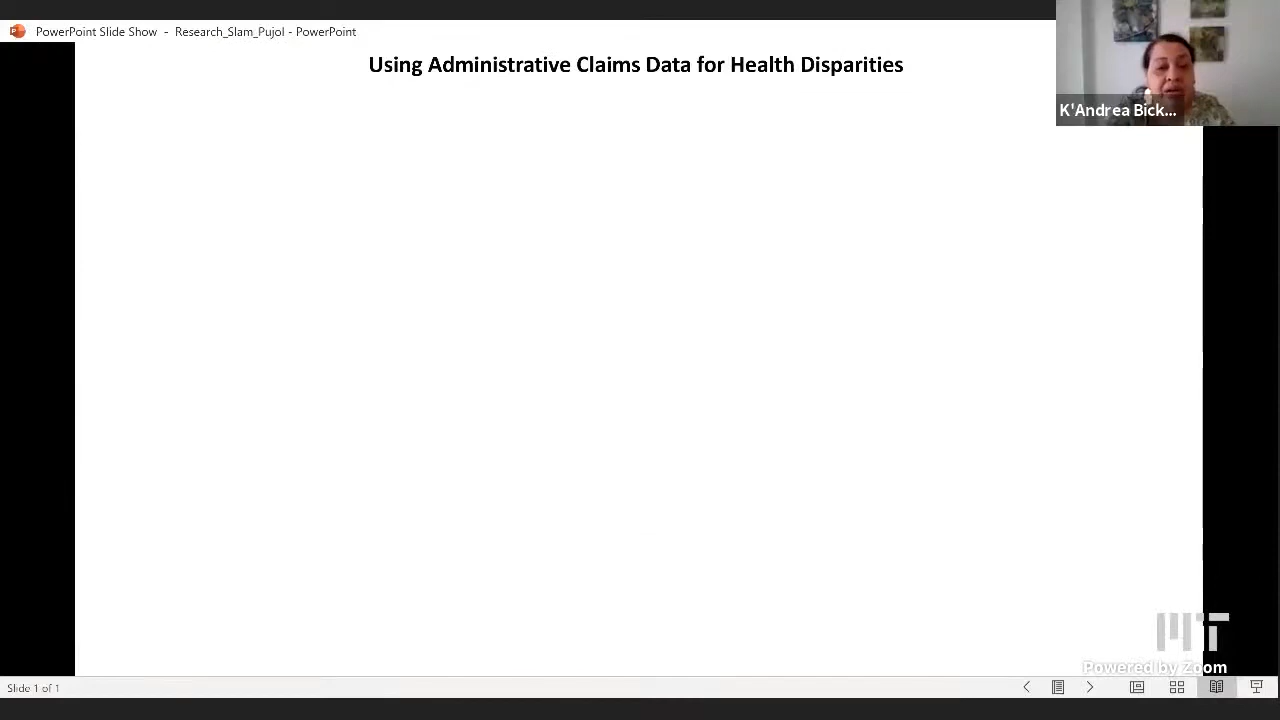 PowerPoint Slide Show - Research_Slam_Pujol - PowerPoint
Using Administrative Claims Data for Health Disparities
K'Andrea Bick...
MIT
Powered by Zoom
Slide 1 of 1